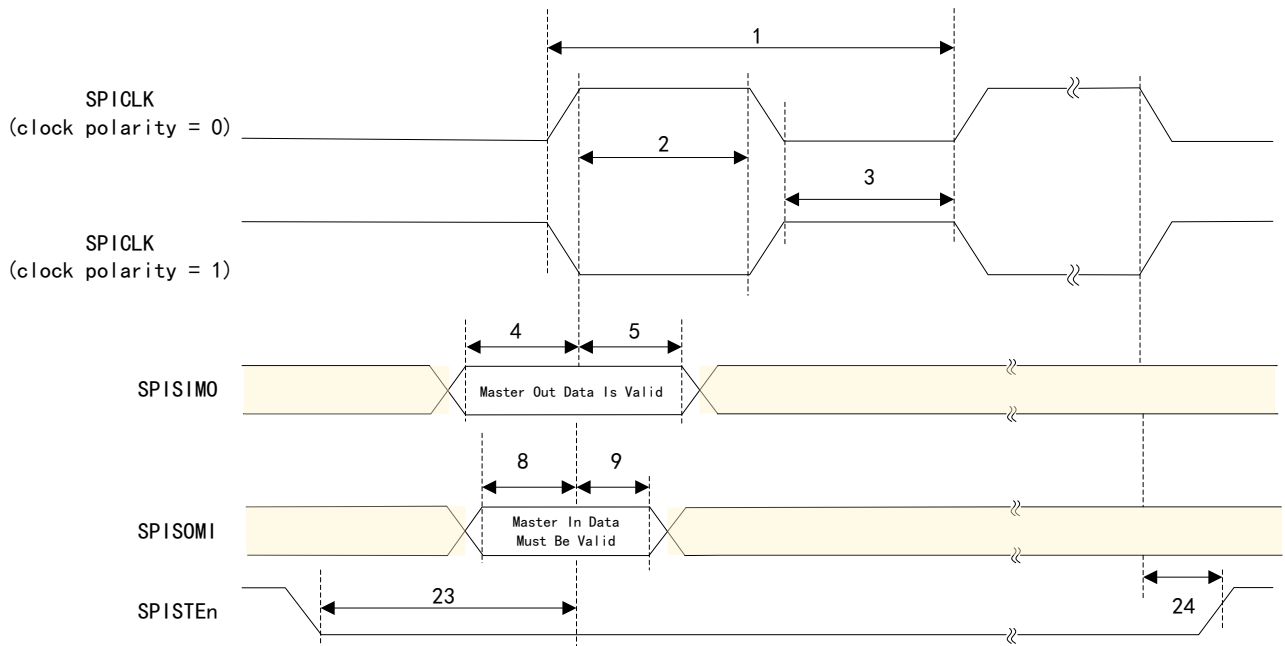 1
SPICLK
(clock polarity = 0)
2
3
SPICLK
(clock polarity = 1)
4
5
SPISIMO
Master Out Data Is Valid
8
9
SPISOMI
Master In Data
Must Be Valid
23
SPISTEn
24